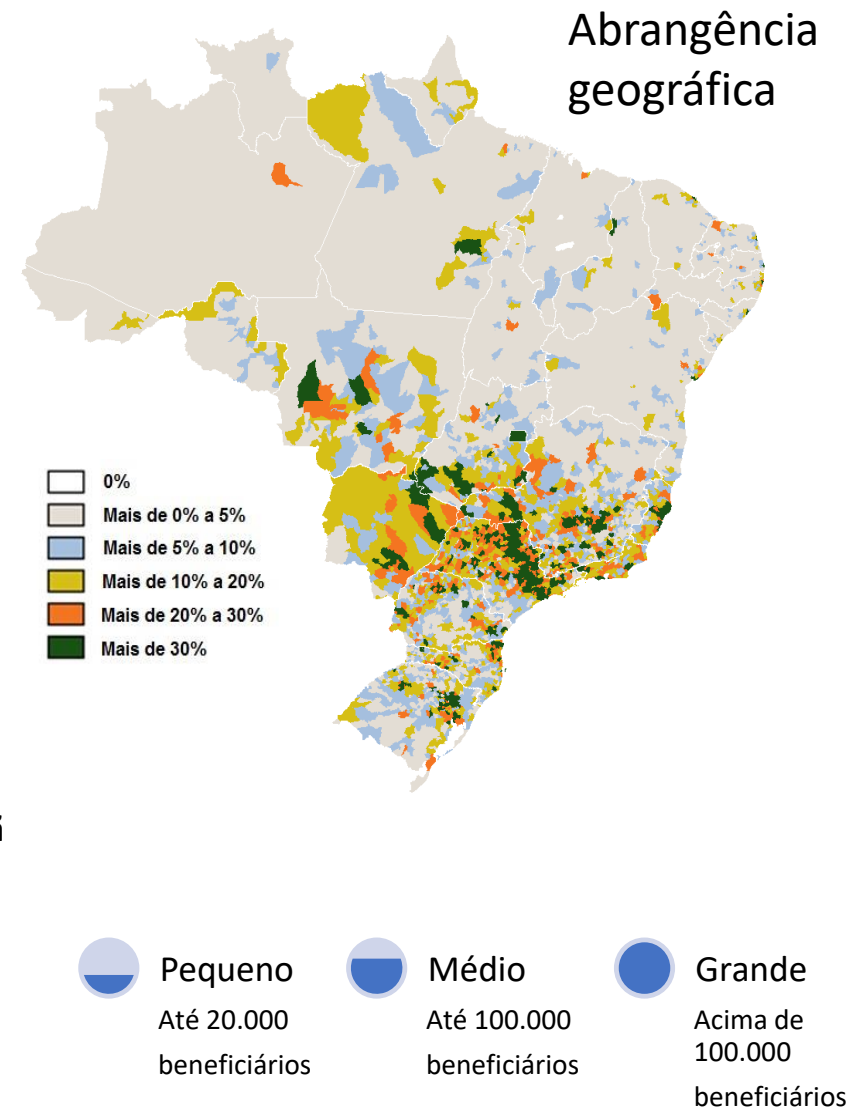 Abrangência
geográfica
0%
Mais de 0% a 5%
Mais de 5% a 10%
Mais de 10% a 20%
Mais de 20% a 30%
Mais de 30%
Pequeno
Até 20.000
beneficiários
Médio
Até 100.000
beneficiários
Grande
Acima de
100.000
beneficiários